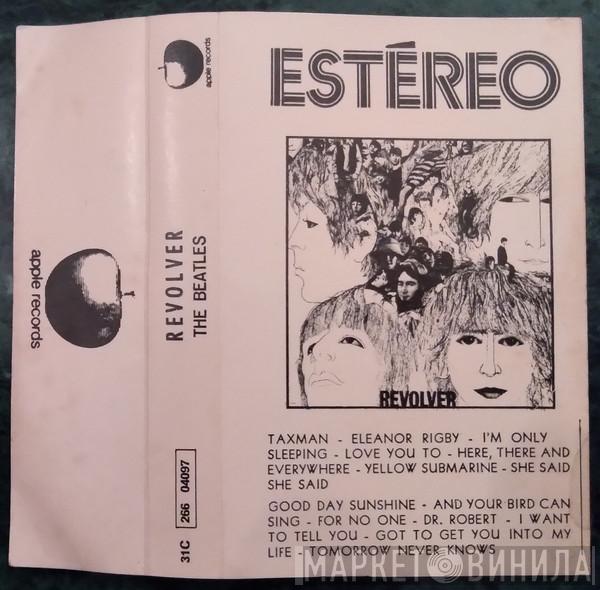 apple records
apple records
REVOLVER
THE BEATLES
31C 266 04097
ESTÉREO
REVOLVER
TAXMAN - ELEANOR RIGBY - I'M ONLY
SLEEPING - LOVE YOU TO - HERE, THERE AND
EVERYWHERE - YELLOW SUBMARINE - SHE SAID
SHE SAID
GOOD DAY SUNSHINE - AND YOUR BIRD CAN
SING - FOR NO ONE - DR. ROBERT - I WANT
TO TELL YOU - GOT TO GET YOU INTO MY
LIFE - TOMORROW NEVER KNOWS
МАРКЕТ ВИНИЛА